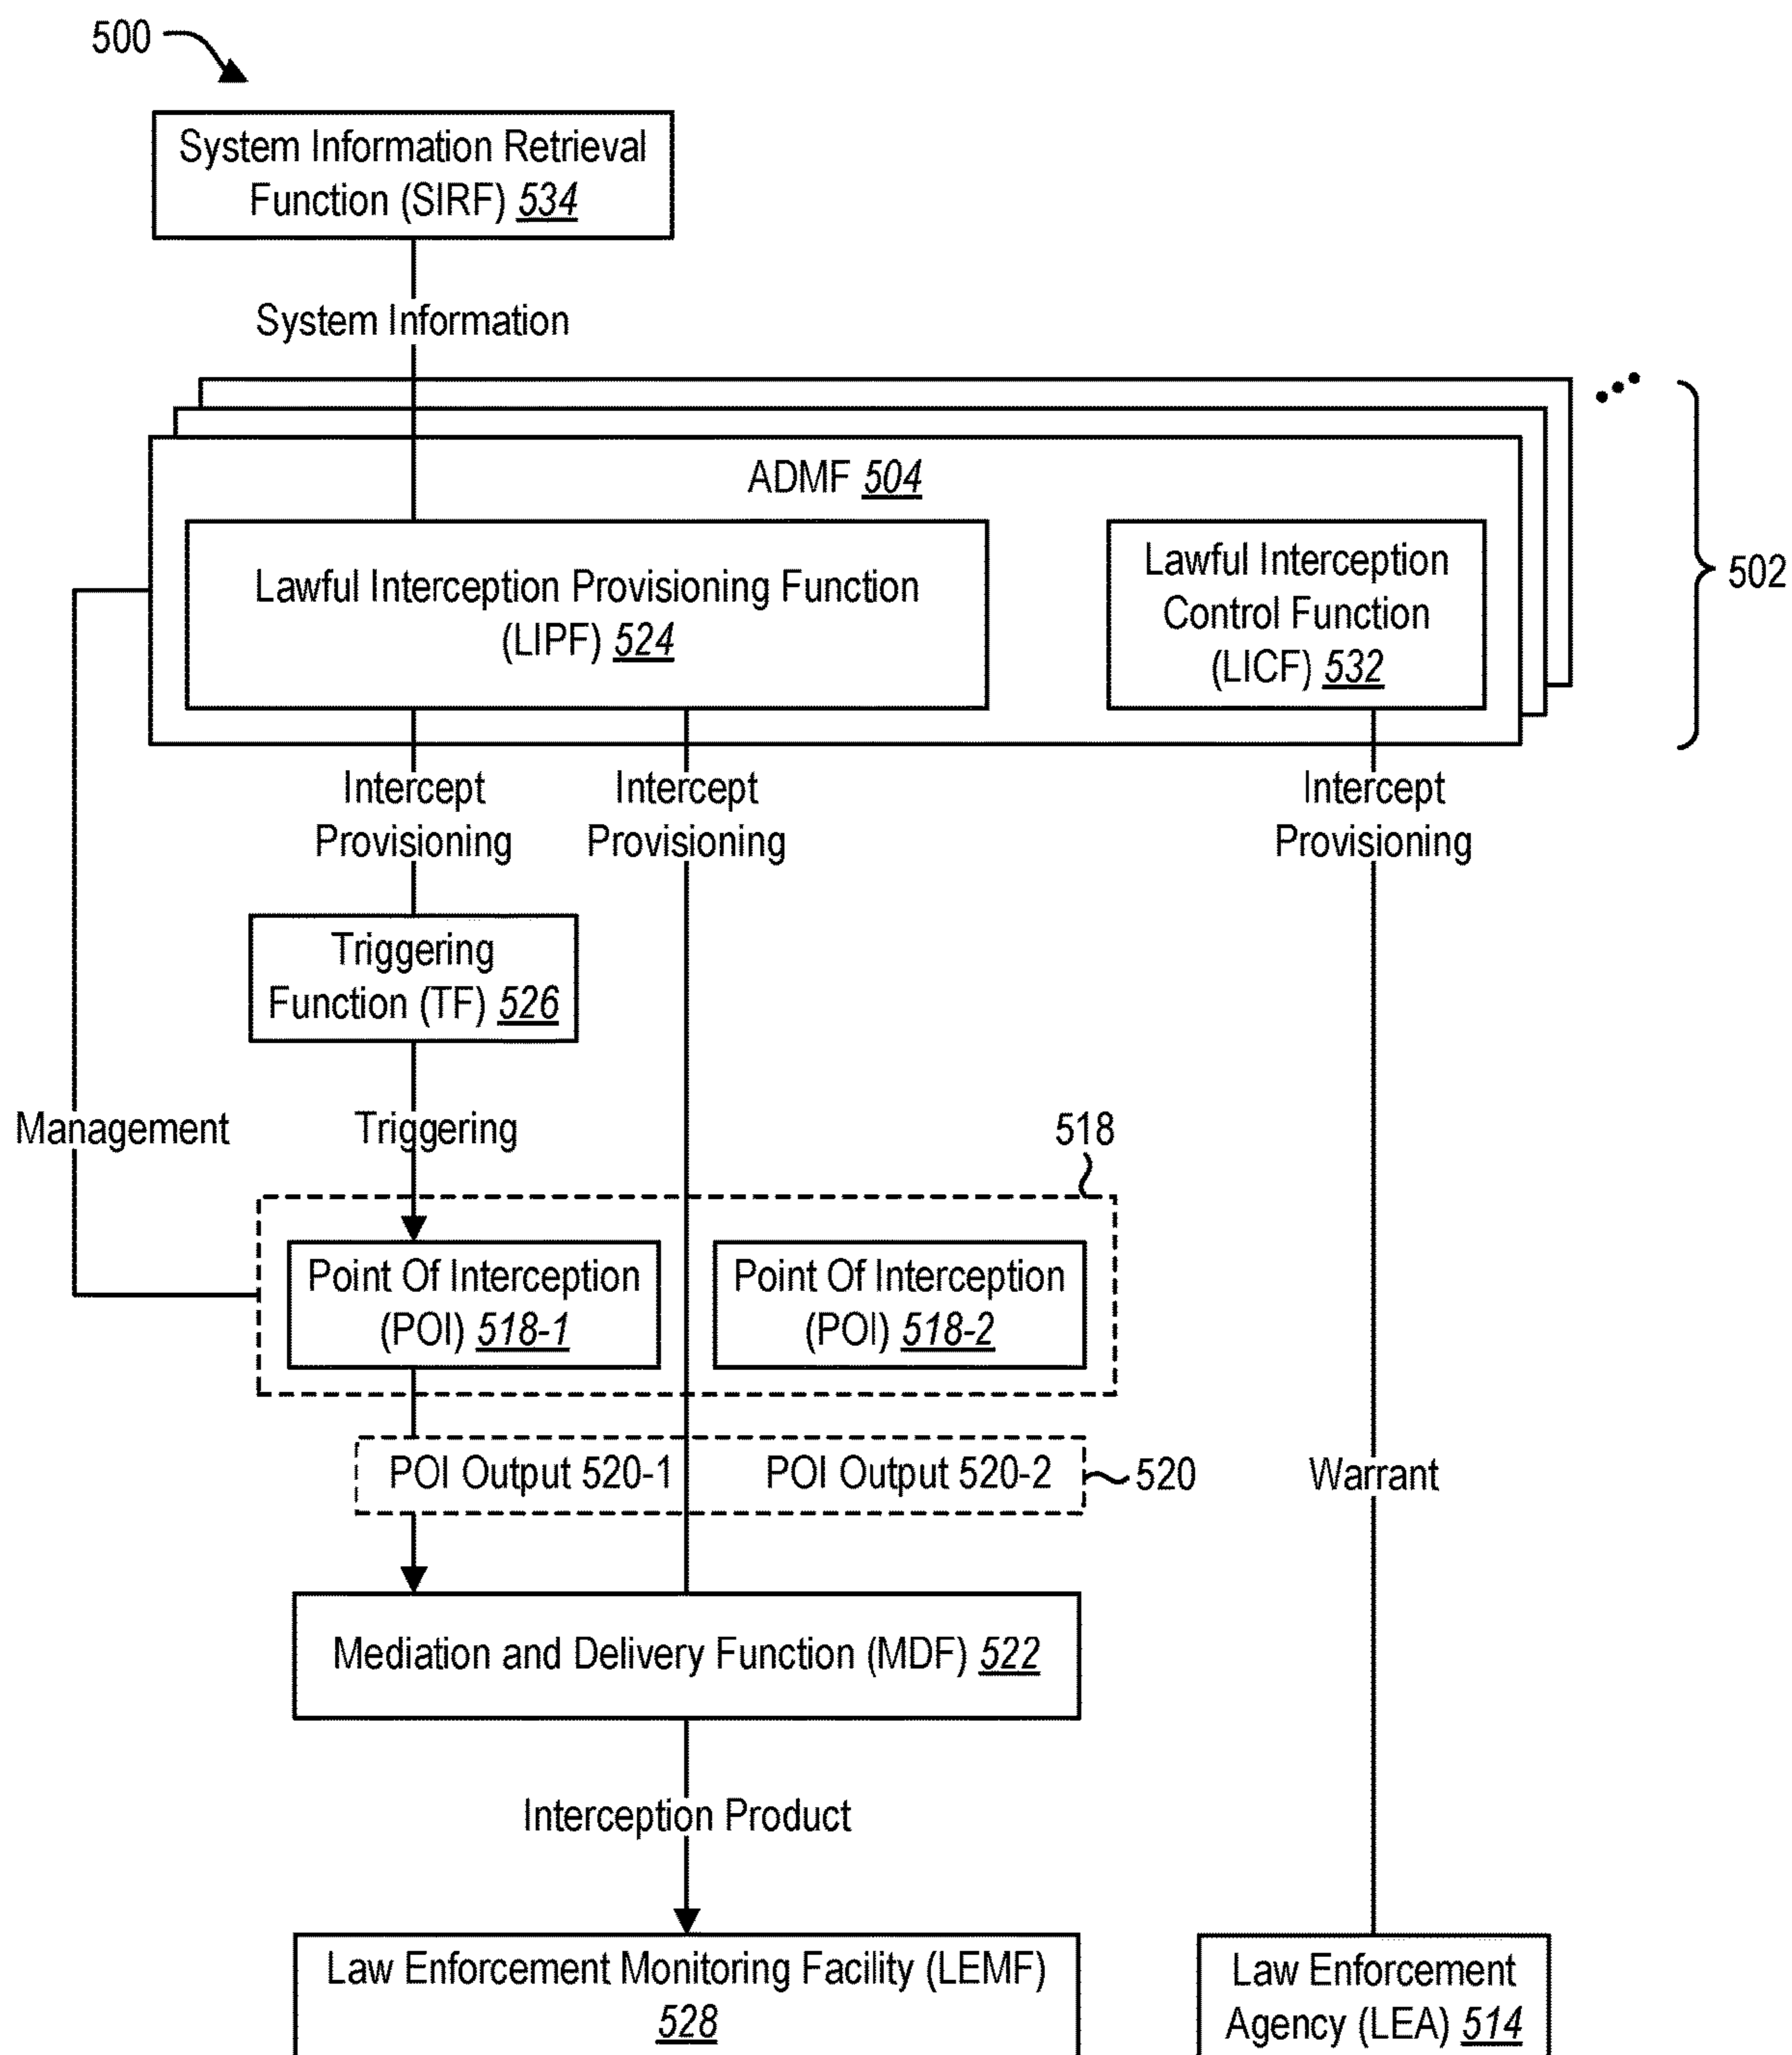 500
System Information Retrieval
Function (SIRF) 534
System Information
ADMF 504
Lawful Interception Provisioning Function
(LIPF) 524
Lawful Interception
Control Function
(LICF) 532
502
Intercept
Provisioning
Intercept
Provisioning
Intercept
Provisioning
Triggering
Function (TF) 526
Management
Triggering
518
Point Of Interception
(POI) 518-1
Point Of Interception
(POI) 518-2
POI Output 520-1
POI Output 520-2
520
Warrant
Mediation and Delivery Function (MDF) 522
Interception Product
Law Enforcement Monitoring Facility (LEMF)
528
Law Enforcement
Agency (LEA) 514